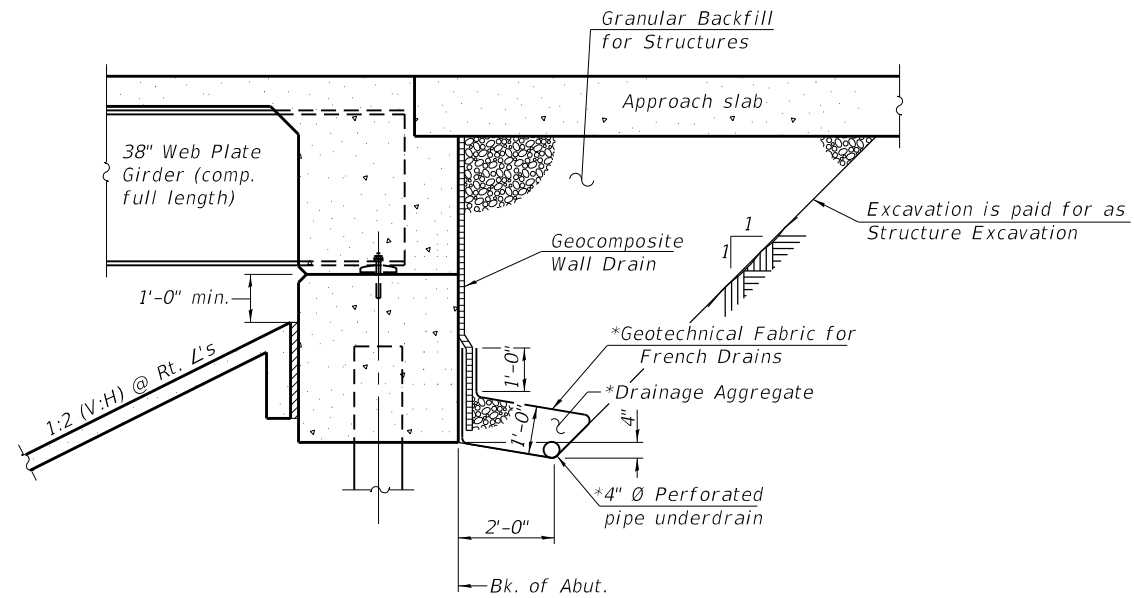 Granular Backfill
for Structures
Approach slab
38" Web Plate
Girder (comp.
full length)
Excavation is paid for as
Structure Excavation
1
1
Geocomposite
Wall Drain
1'-0" min.
*Geotechnical Fabric for
French Drains
1'-0"
1:2 (V:H) @ Rt. ∠'s
*Drainage Aggregate
1'-0"
4"
*4" Ø Perforated
pipe underdrain
2'-0"
Bk. of Abut.